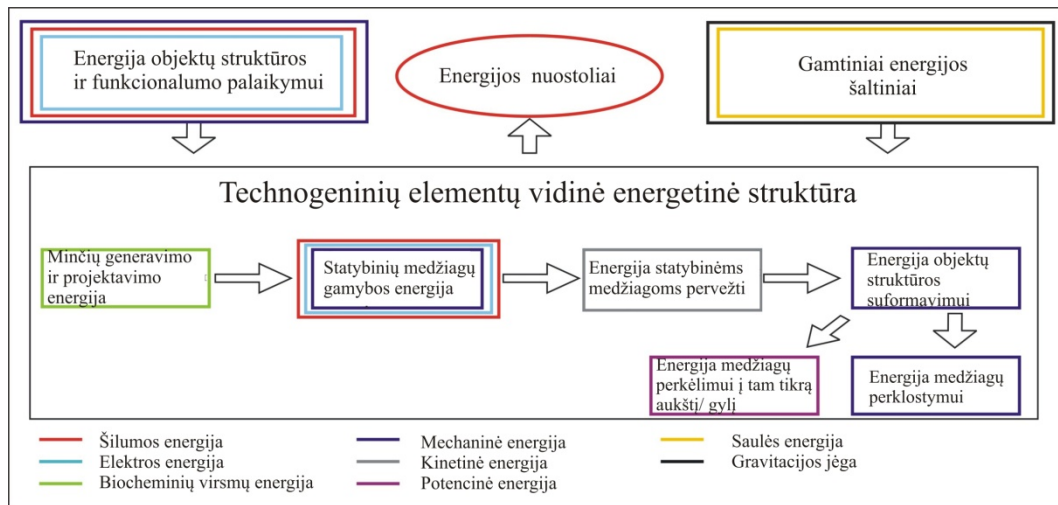 Energija objektų struktūros
ir funkcionalumo palaikymui
Energijos nuostoliai
Gamtiniai energijos
šaltiniai
Technogeninių elementų vidinė energetinė struktūra
Minčių generavimo
ir projektavimo
energija
Statybinių medžiagų
gamybos energija
Energija statybinėms
medžiagoms pervežti
Energija objektų
struktūros
suformavimui
Energija medžiagų
perkėlimui į tam tikrą
aukštį/ gylį
Energija medžiagų
perklostymui
Šilumos energija
Elektros energija
Biocheminių virsmų energija
Mechaninė energija
Kinetinė energija
Potencinė energija
Saulės energija
Gravitacijos jėga